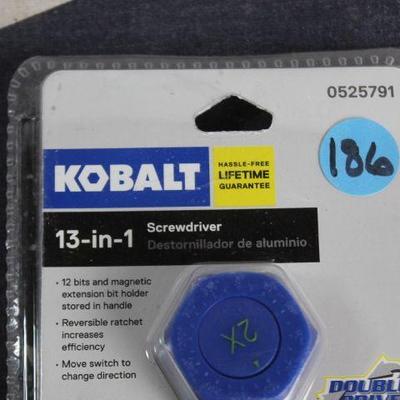 0525791
186
KOBALT
HASSLE-FREE
LIFETIME
GUARANTEE
13-in-1
Screwdriver
Destornillador de aluminio
• 12 bits and magnetic
extension bit holder
stored in handle
• Reversible ratchet
increases
efficiency
• Move switch to
change direction
2X
DOUBLE
DRIVE